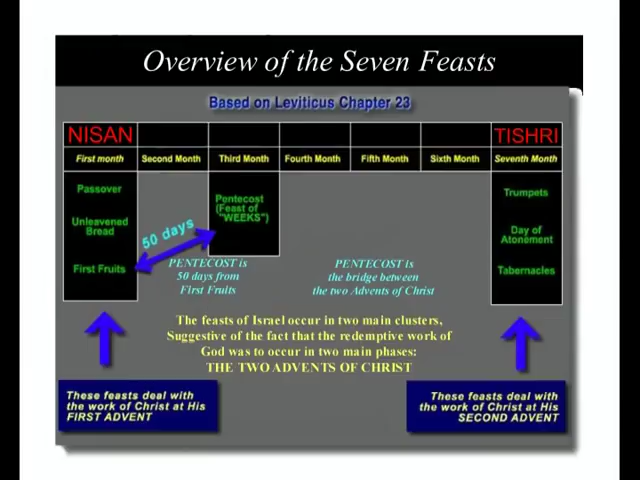 Overview of the Seven Feasts
Based on Leviticus Chapter 23
NISAN
TISHRI
First month
Second Month
Third Month
Fourth Month
Fifth Month
Sixth Month
Seventh Month
Passover
Unleavened
Bread
First Fruits
50 days
Pentecost
(Feast of
"WEEKS")
Trumpets
Day of
Atonement
Tabernacles
PENTECOST is
50 days from
First Fruits
PENTECOST is
the bridge between
the two Advents of Christ
The feasts of Israel occur in two main clusters,
Suggestive of the fact that the redemptive work of
God was to occur in two main phases:
THE TWO ADVENTS OF CHRIST
These feasts deal with
the work of Christ at His
FIRST ADVENT
These feasts deal with
the work of Christ at His
SECOND ADVENT